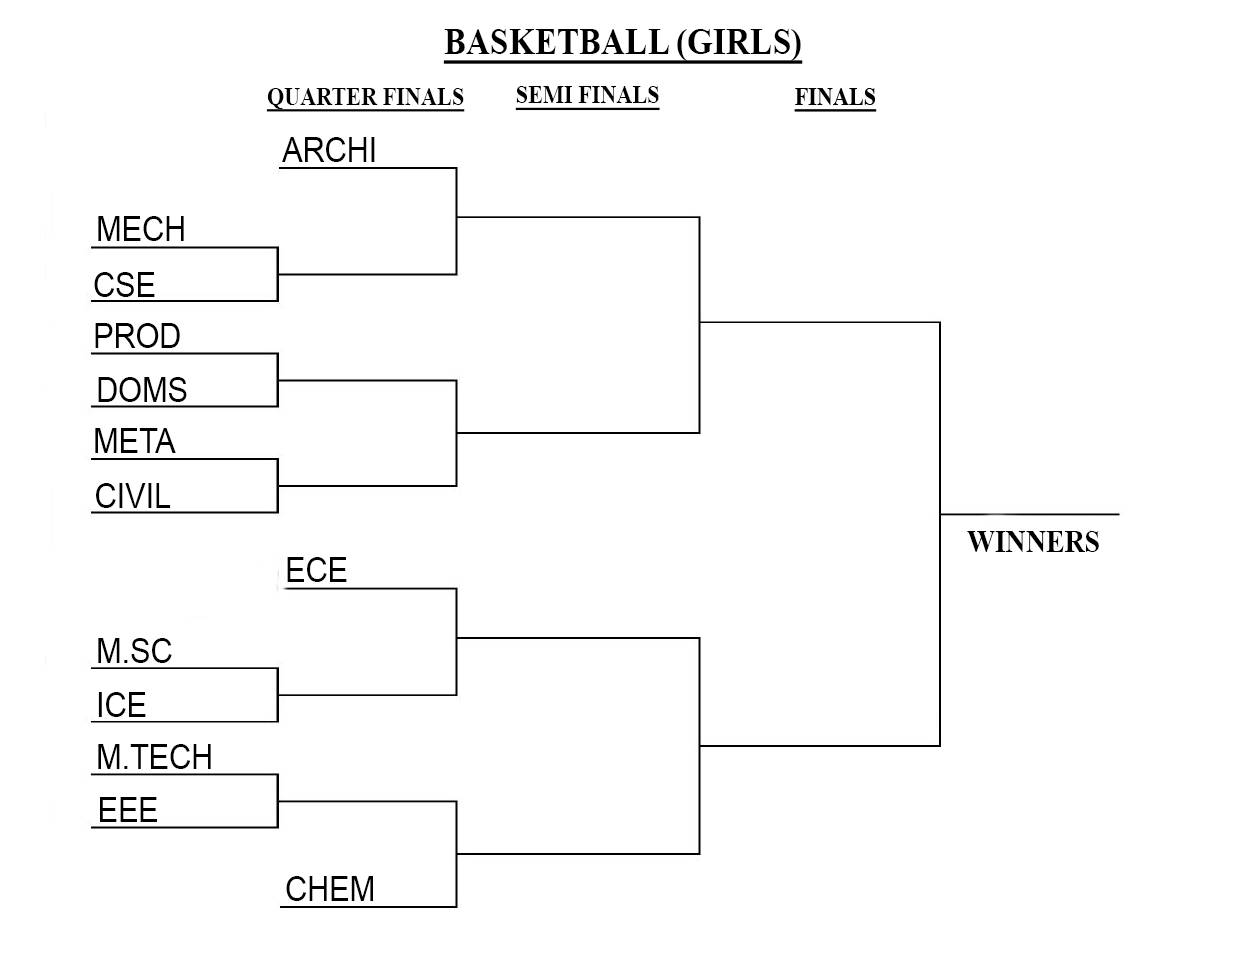 BASKETBALL (GIRLS)
QUARTER FINALS
SEMI FINALS
FINALS
ARCHI
MECH
CSE
PROD
DOMS
META
CIVIL
WINNERS
ECE
M.SC
ICE
M.TECH
EEE
CHEM